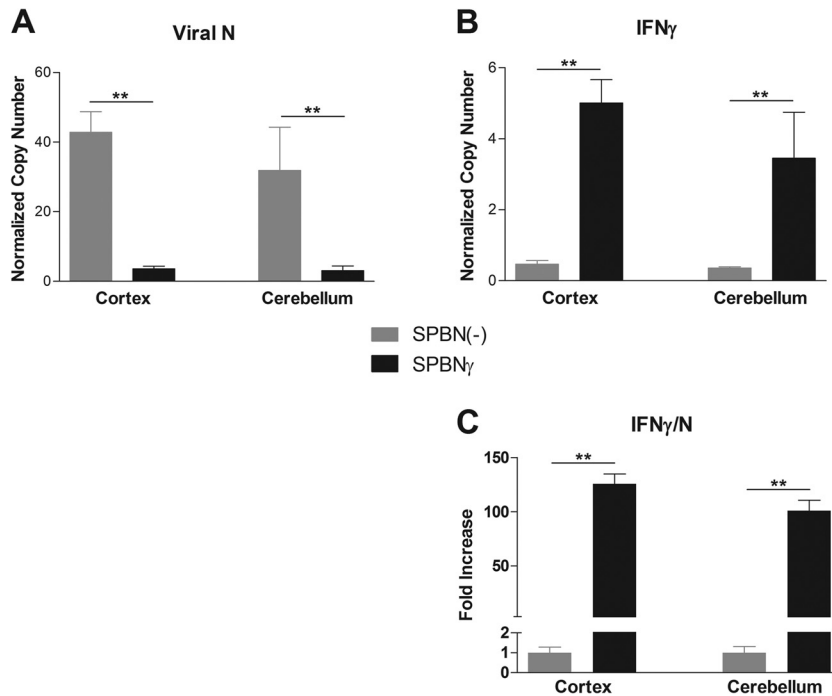 A
Viral N
Normalized Copy Number
60
40
20
0
**
**
Cortex
Cerebellum
B
IFNγ
Normalized Copy Number
6
4
2
0
**
**
Cortex
Cerebellum
SPBN(-)
SPBNγ
C
IFNγ/N
Fold Increase
150
100
50
2
1
0
**
**
Cortex
Cerebellum